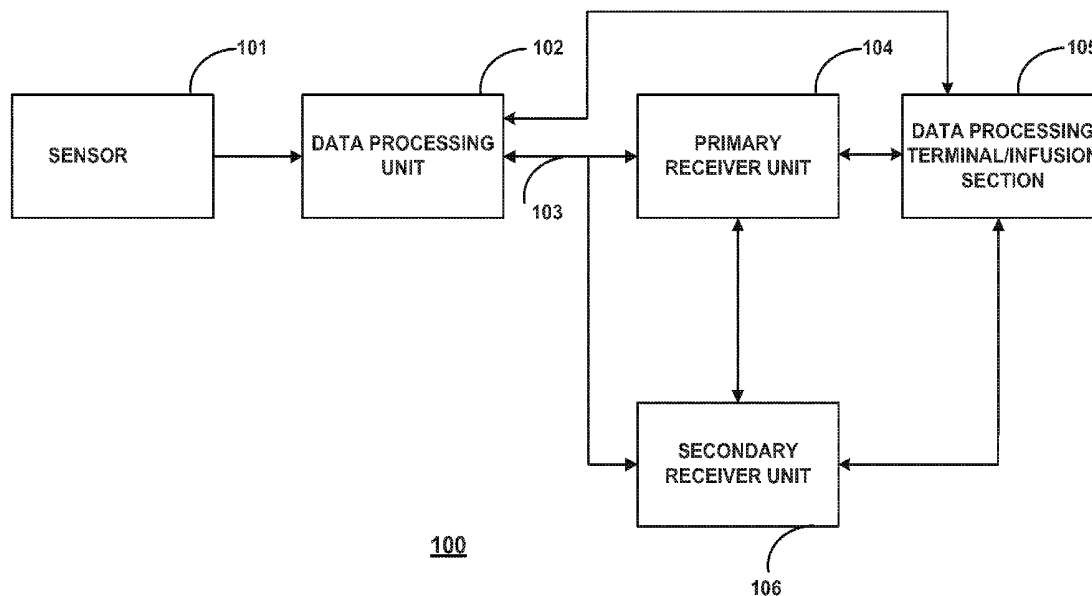 101
102
104
105
SENSOR
DATA PROCESSING
UNIT
PRIMARY
RECEIVER UNIT
DATA PROCESSING
TERMINAL/INFUSION
SECTION
103
SECONDARY
RECEIVER UNIT
100
106